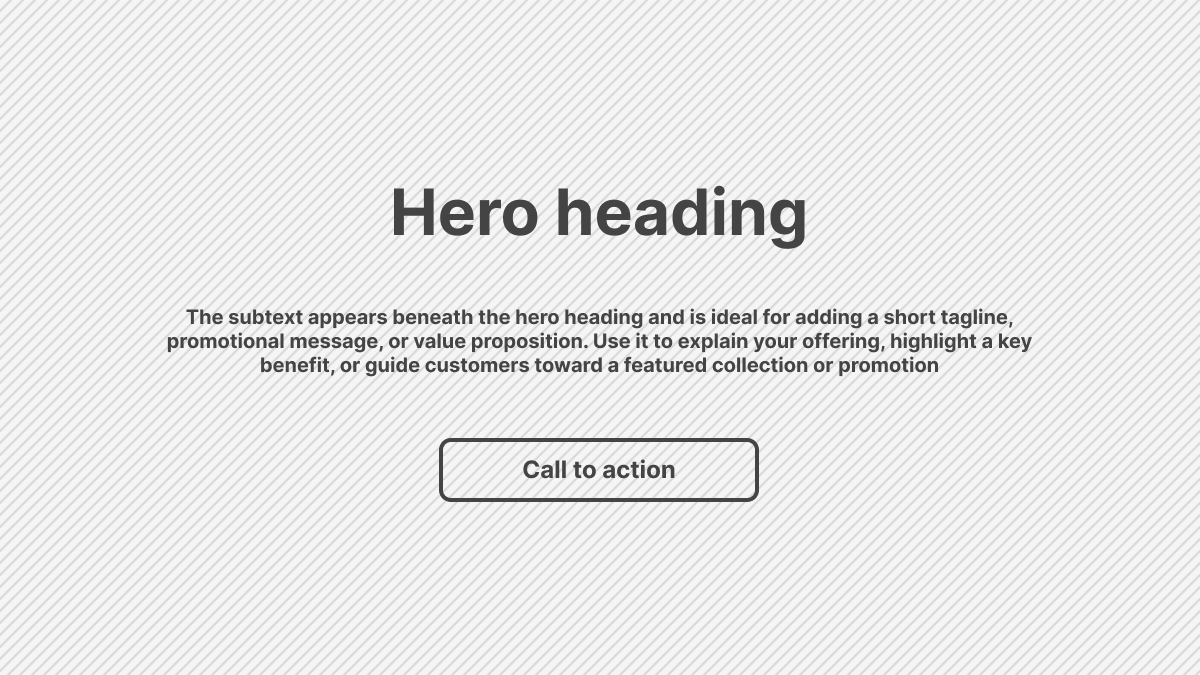 Hero heading
The subtext appears beneath the hero heading and is ideal for adding a short tagline,
promotional message, or value proposition. Use it to explain your offering, highlight a key
benefit, or guide customers toward a featured collection or promotion
Call to action